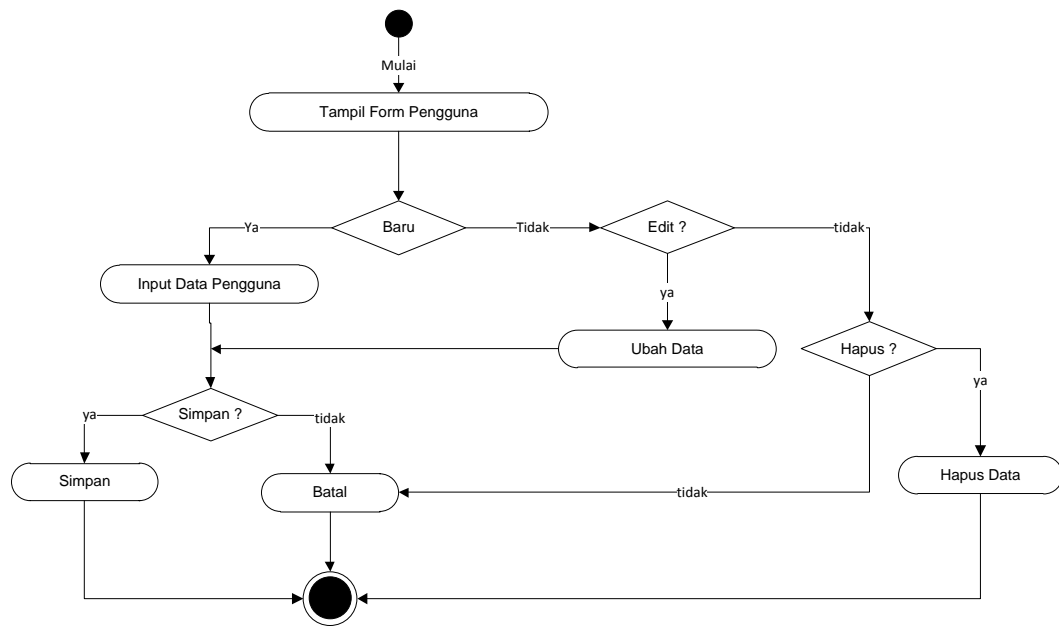 Mulai
Tampil Form Pengguna
Ya
Baru
Tidak
Edit ?
tidak
Input Data Pengguna
ya
Ubah Data
Hapus ?
ya
ya
Simpan ?
tidak
Simpan
Batal
tidak
Hapus Data